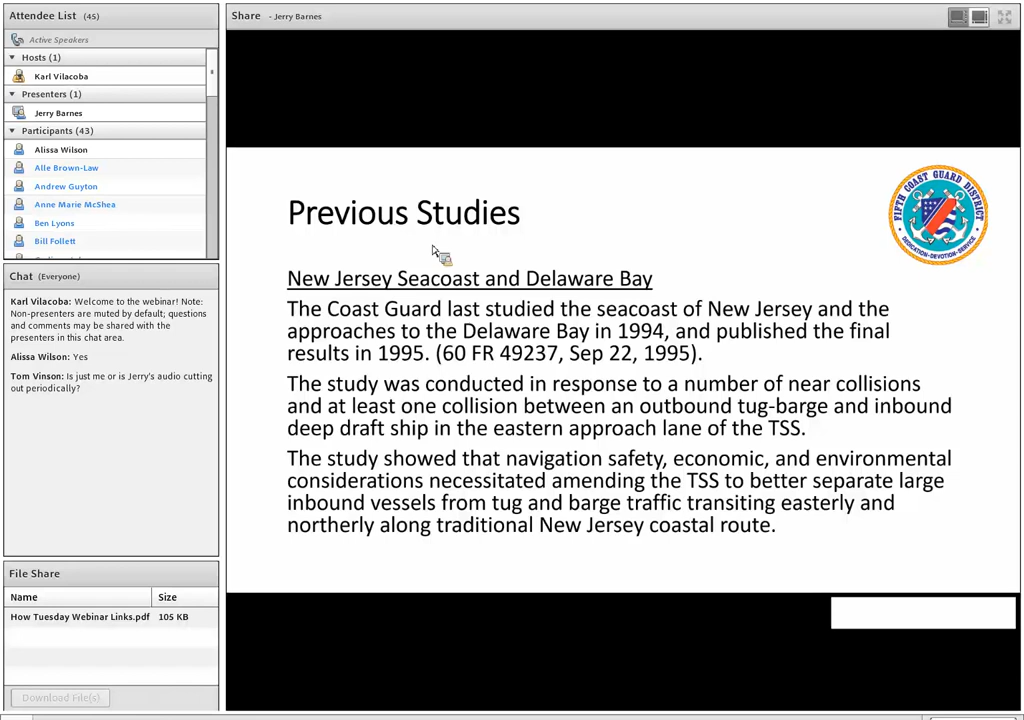 Attendee List (45)
Active Speakers
Hosts (1)
Karl Vilacoba
Presenters (1)
Jerry Barnes
Participants (43)
Alissa Wilson
Alle Brown-Law
Andrew Guyton
Anne Marie McShea
Ben Lyons
Bill Follett
Chat (Everyone)
Karl Vilacoba: Welcome to the webinar! Note:
Non-presenters are muted by default; questions
and comments may be shared with the
presenters in this chat area.
Alissa Wilson: Yes
Tom Vinson: Is just me or is Jerry's audio cutting
out periodically?
File Share
Name Size
How Tuesday Webinar Links.pdf 105 KB
Download File(s)
Share - Jerry Barnes
FIFTH COAST GUARD DISTRICT
DEDICATION-DEVOTION-SERVICE
Previous Studies
New Jersey Seacoast and Delaware Bay
The Coast Guard last studied the seacoast of New Jersey and the
approaches to the Delaware Bay in 1994, and published the final
results in 1995. (60 FR 49237, Sep 22, 1995).
The study was conducted in response to a number of near collisions
and at least one collision between an outbound tug-barge and inbound
deep draft ship in the eastern approach lane of the TSS.
The study showed that navigation safety, economic, and environmental
considerations necessitated amending the TSS to better separate large
inbound vessels from tug and barge traffic transiting easterly and
northerly along traditional New Jersey coastal route.